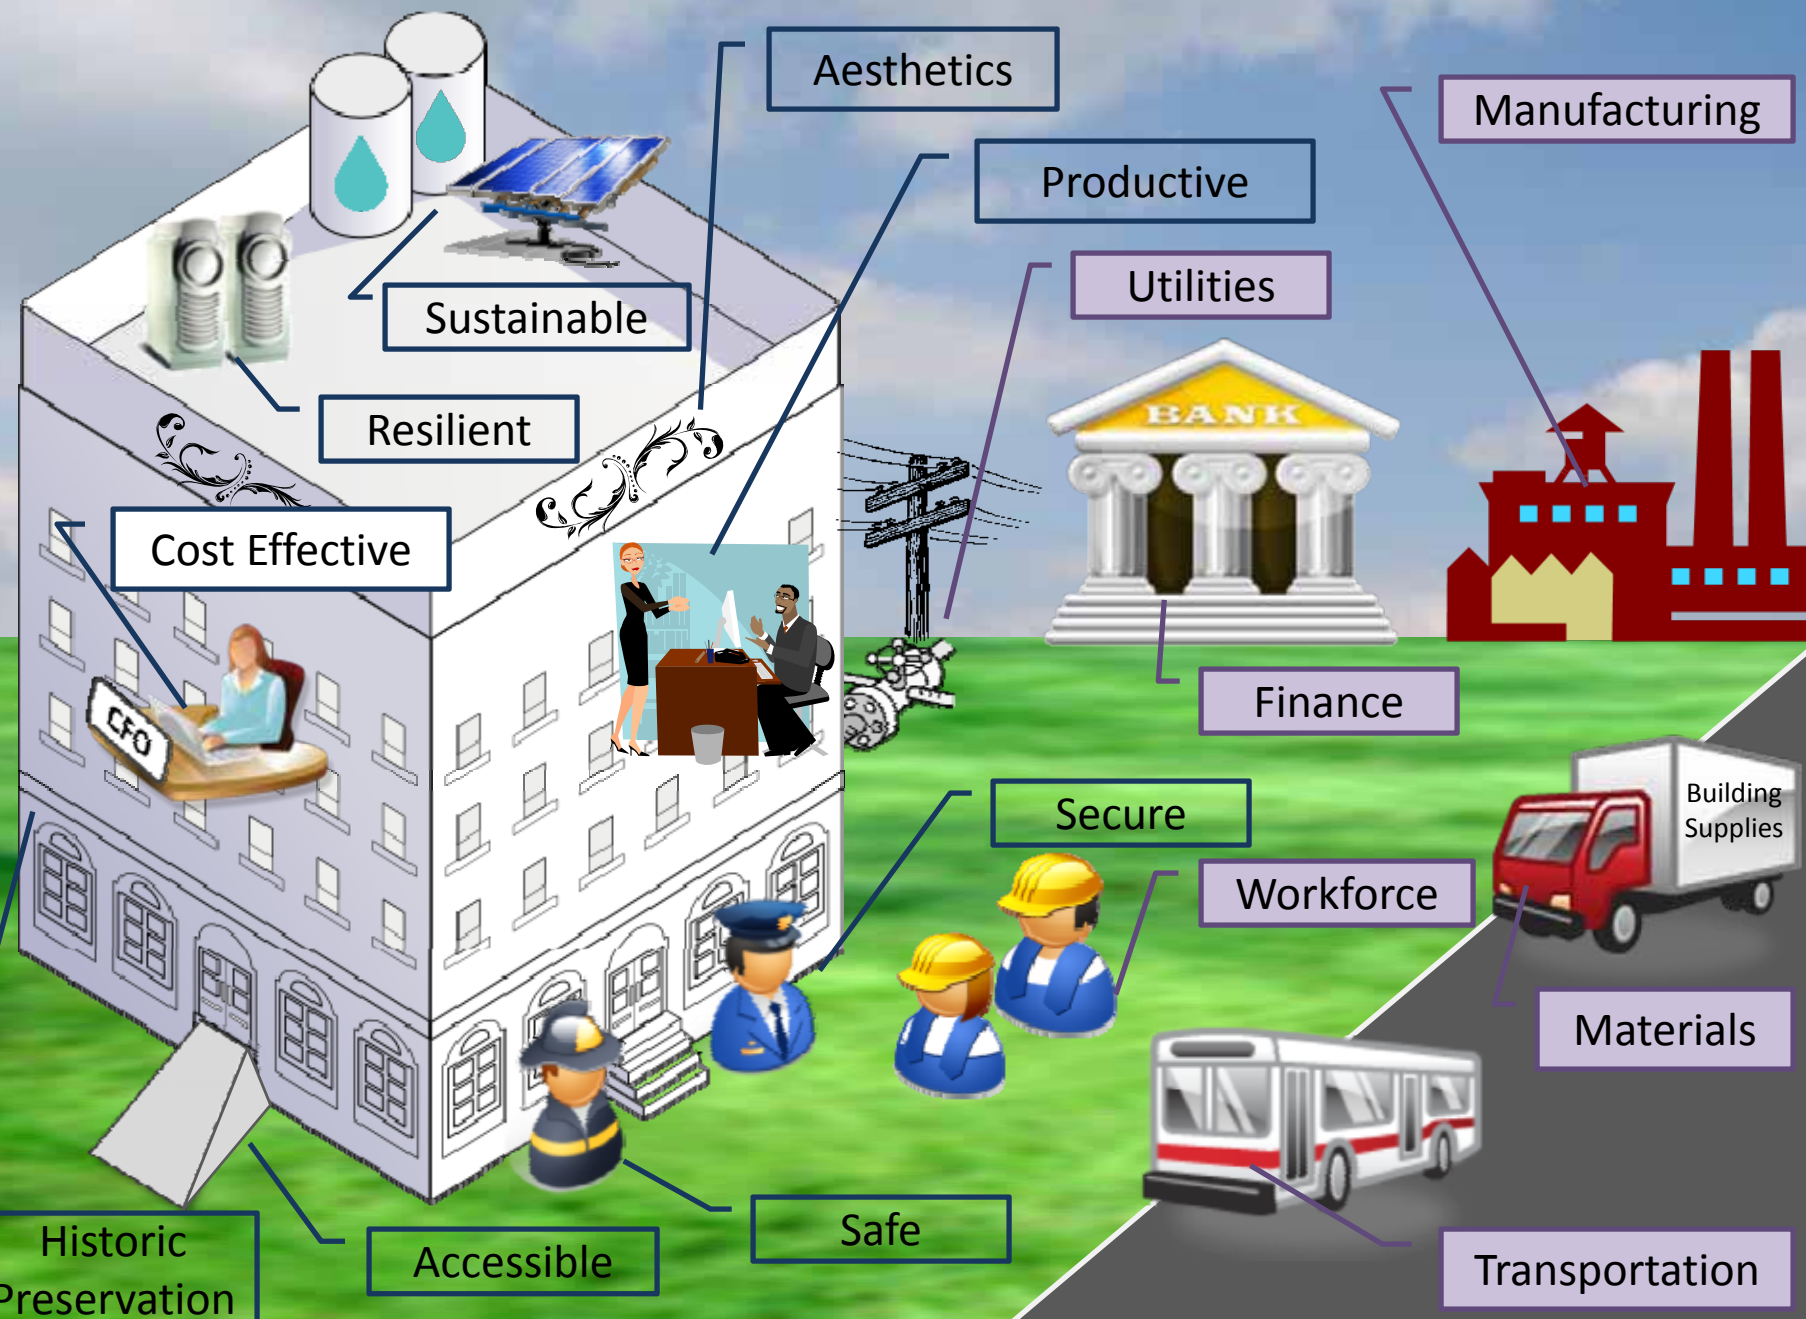 Aesthetics
Manufacturing
Productive
Utilities
Sustainable
Resilient
BANK
Cost Effective
Finance
CFO
Building
Supplies
Secure
Workforce
Materials
Safe
Historic
Preservation
Accessible
Transportation